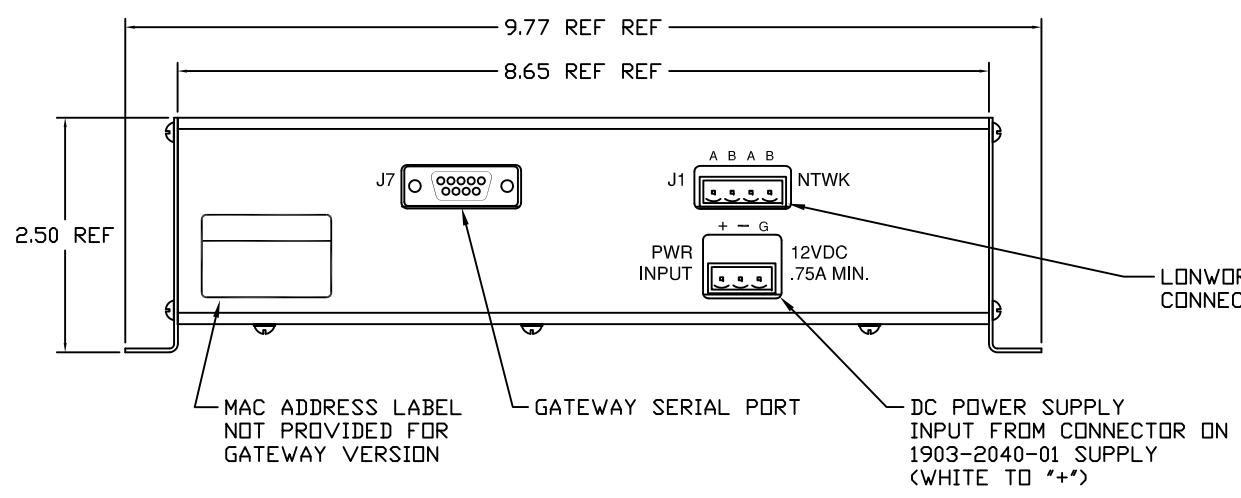 9.77 REF REF
8.65 REF REF
2.50 REF
J7
A B A B
J1
NTWK
+ − G
PWR
INPUT
12VDC
.75A MIN.
MAC ADDRESS LABEL
NOT PROVIDED FOR
GATEWAY VERSION
GATEWAY SERIAL PORT
DC POWER SUPPLY
INPUT FROM CONNECTOR ON
1903-2040-01 SUPPLY
(WHITE TO "+")